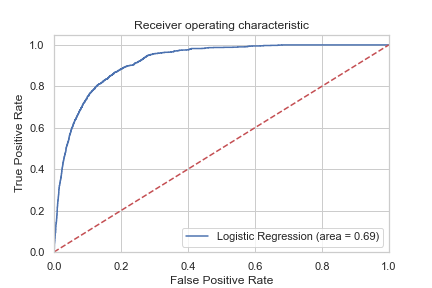 Receiver operating characteristic
1.0
0.8
0.6
0.4
0.2
0.0
True Positive Rate
Logistic Regression (area = 0.69)
0.0 0.2 0.4 0.6 0.8 1.0
False Positive Rate